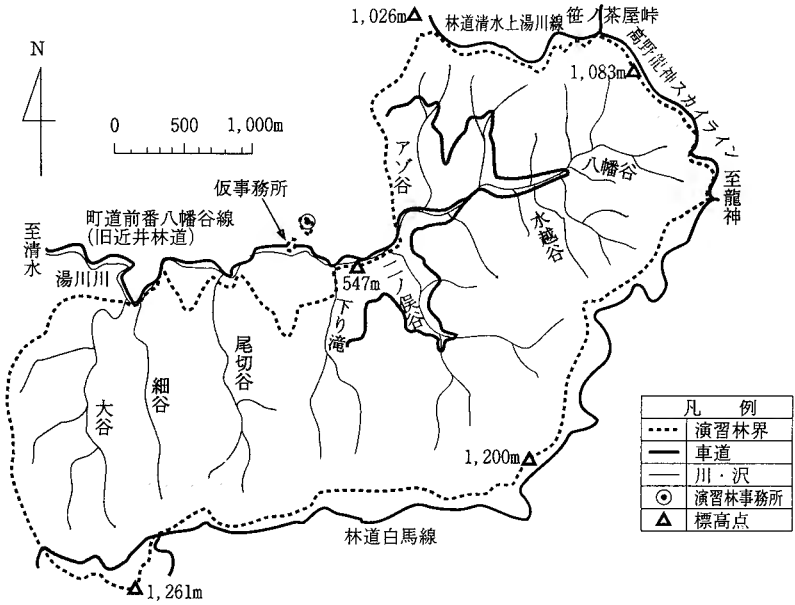 1,026m
林道清水上湯川線
笹ノ茶屋峠
高野龍神スカイライン
1,083m
N
0 500 1,000m
アゾ谷
八幡谷
至龍神
仮事務所
町道前番八幡谷線
(旧近井林道)
至清水
湯川川
水越谷
547m
二ノ俣谷
下り滝
尾切谷
細谷
大谷
1,200m
林道白馬線
1,261m
凡 例
演習林界
車道
川・沢
演習林事務所
標高点